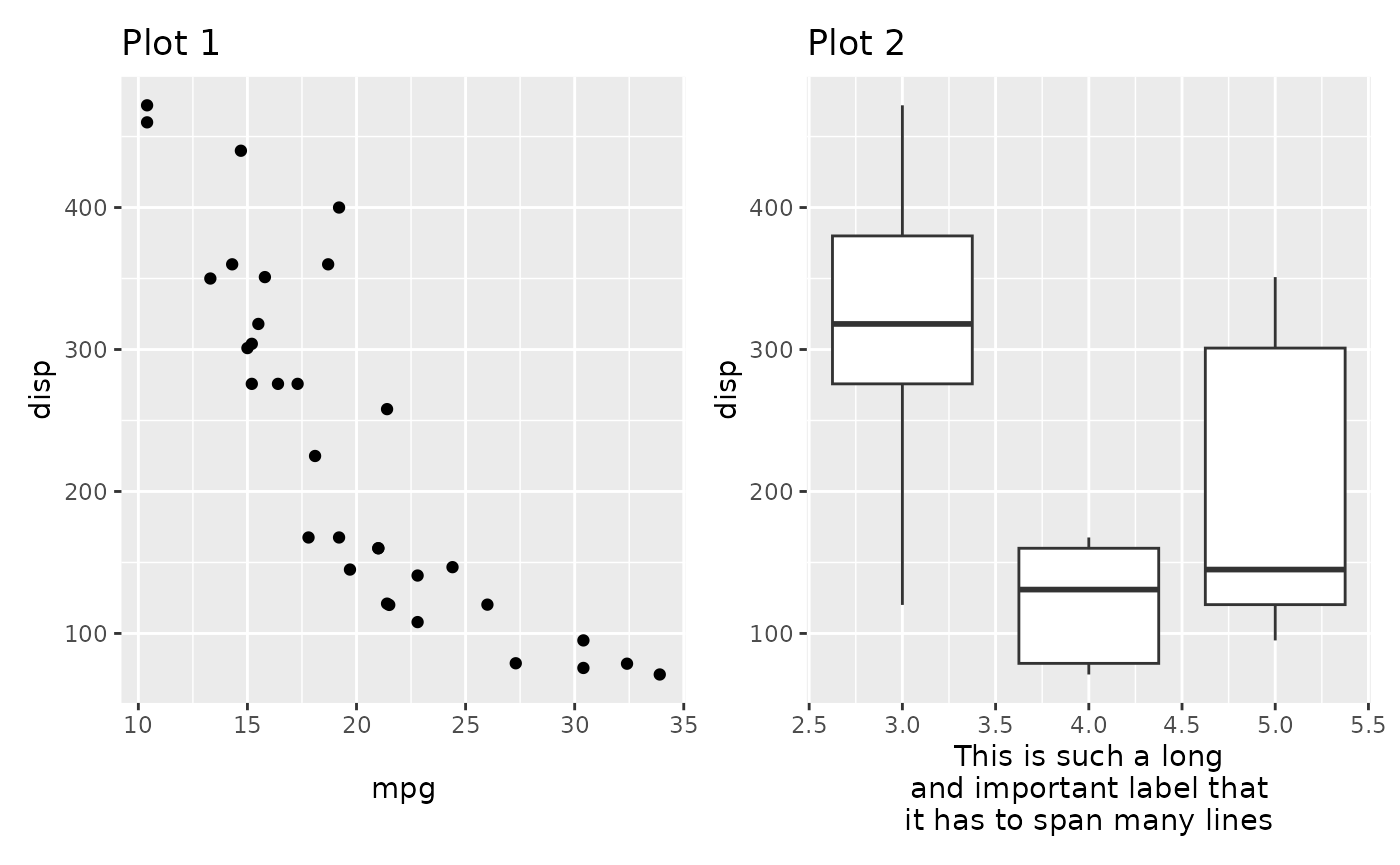 Plot 1
400
300
200
100
disp
10 15 20 25 30 35
mpg
Plot 2
400
300
200
100
disp
2.5 3.0 3.5 4.0 4.5 5.0 5.5
This is such a long
and important label that
it has to span many lines